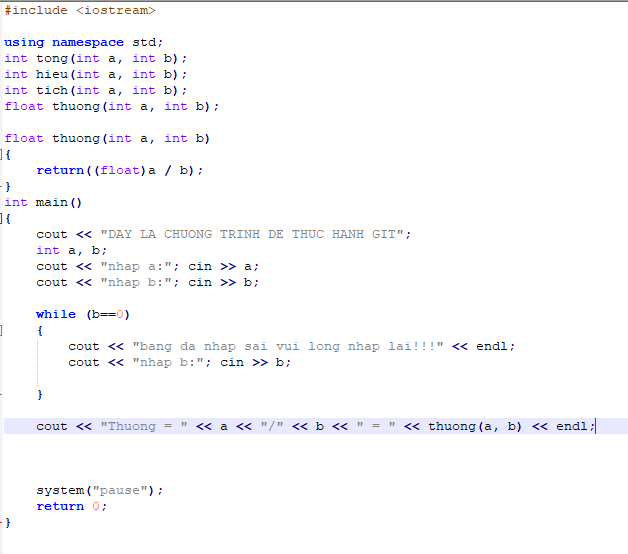 #include <iostream>
using namespace std;
int tong(int a, int b);
int hieu(int a, int b);
int tich(int a, int b);
float thuong(int a, int b);
float thuong(int a, int b)
{
return((float)a / b);
}
int main()
{
cout << "DAY LA CHUONG TRINH DE THUC HANH GIT";
int a, b;
cout << "nhap a:"; cin >> a;
cout << "nhap b:"; cin >> b;
while (b==0)
{
cout << "bang da nhap sai vui long nhap lai!!!" << endl;
cout << "nhap b:"; cin >> b;
}
cout << "Thuong = " << a << "/" << b << " = " << thuong(a, b) << endl;
system("pause");
return 0;
}